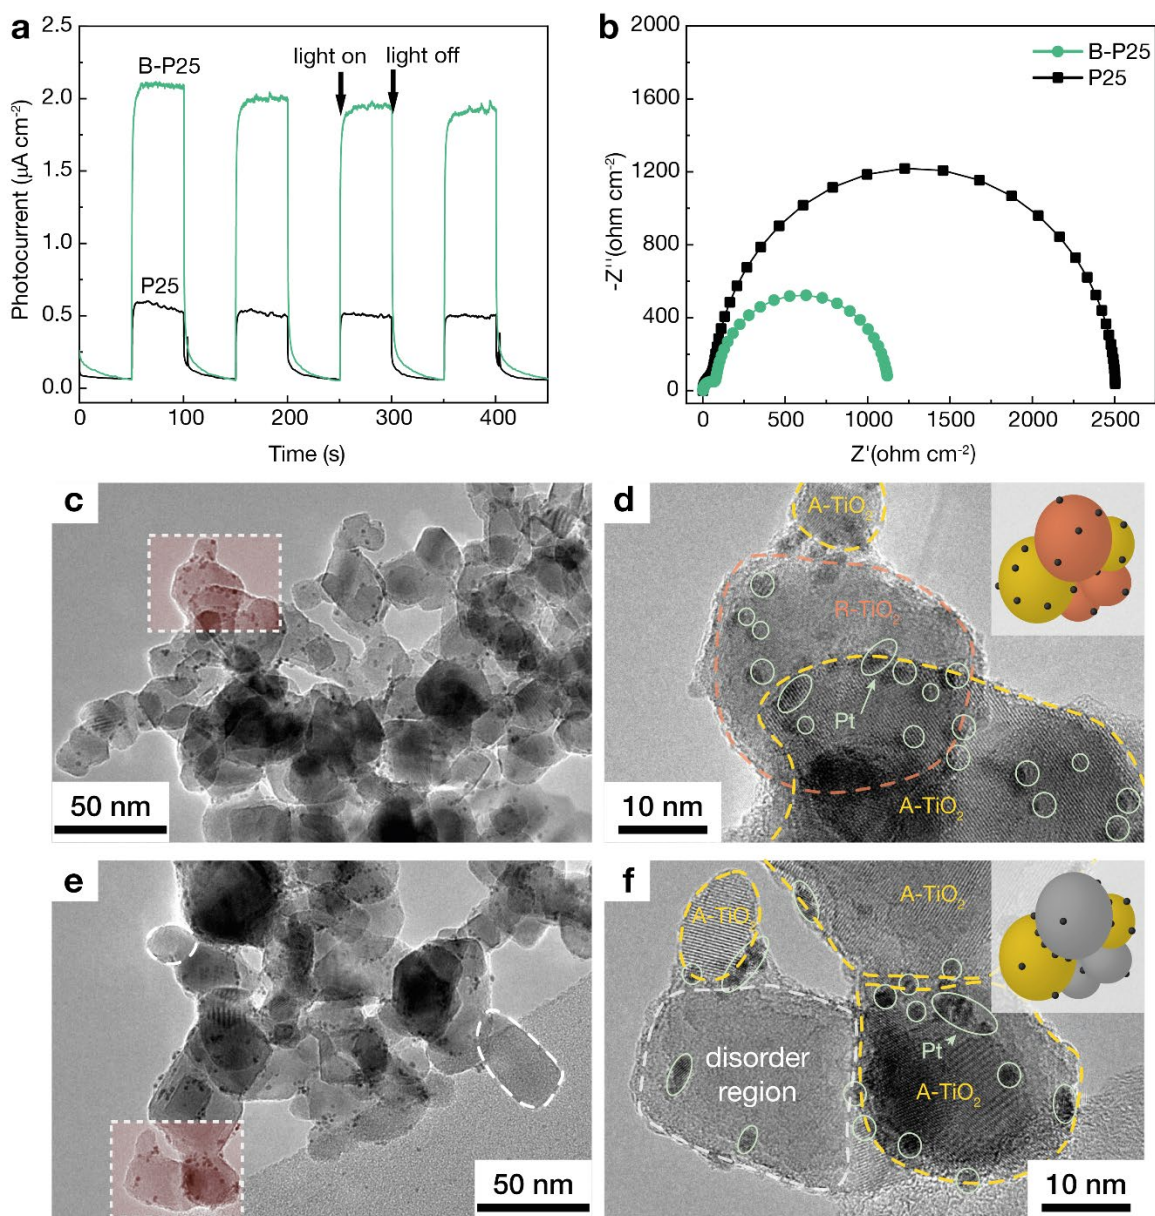 a
2.5
2.0
1.5
1.0
0.5
0.0
Photocurrent (μA cm⁻²)
B-P25
P25
light on
light off
0
100
200
300
400
Time (s)
b
2000
1600
1200
800
400
0
-Z''(ohm cm⁻²)
B-P25
P25
0
500
1000
1500
2000
2500
Z'(ohm cm⁻²)
c
50 nm
d
A-TiO₂
R-TiO₂
Pt
A-TiO₂
10 nm
e
50 nm
f
A-TiO₂
A-TiO₂
disorder
region
Pt
A-TiO₂
10 nm